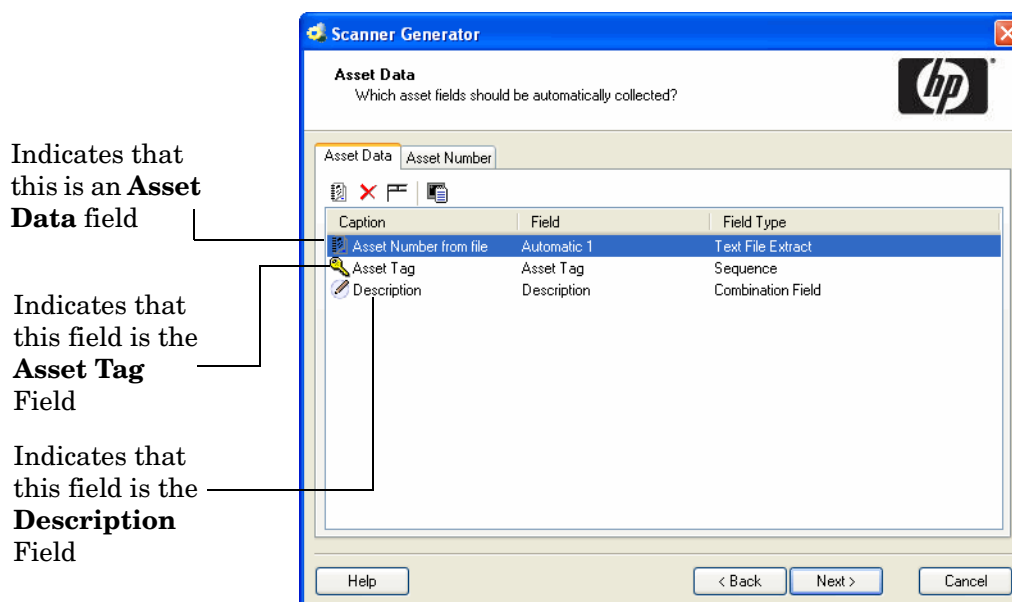 Scanner Generator
Asset Data
Which asset fields should be automatically collected?
hp
Indicates that
this is an Asset
Data field
Indicates that
this field is the
Asset Tag
Field
Indicates that
this field is the
Description
Field
Asset Data Asset Number
Caption Field Field Type
Asset Number from file Automatic 1 Text File Extract
Asset Tag Asset Tag Sequence
Description Description Combination Field
Help < Back Next > Cancel